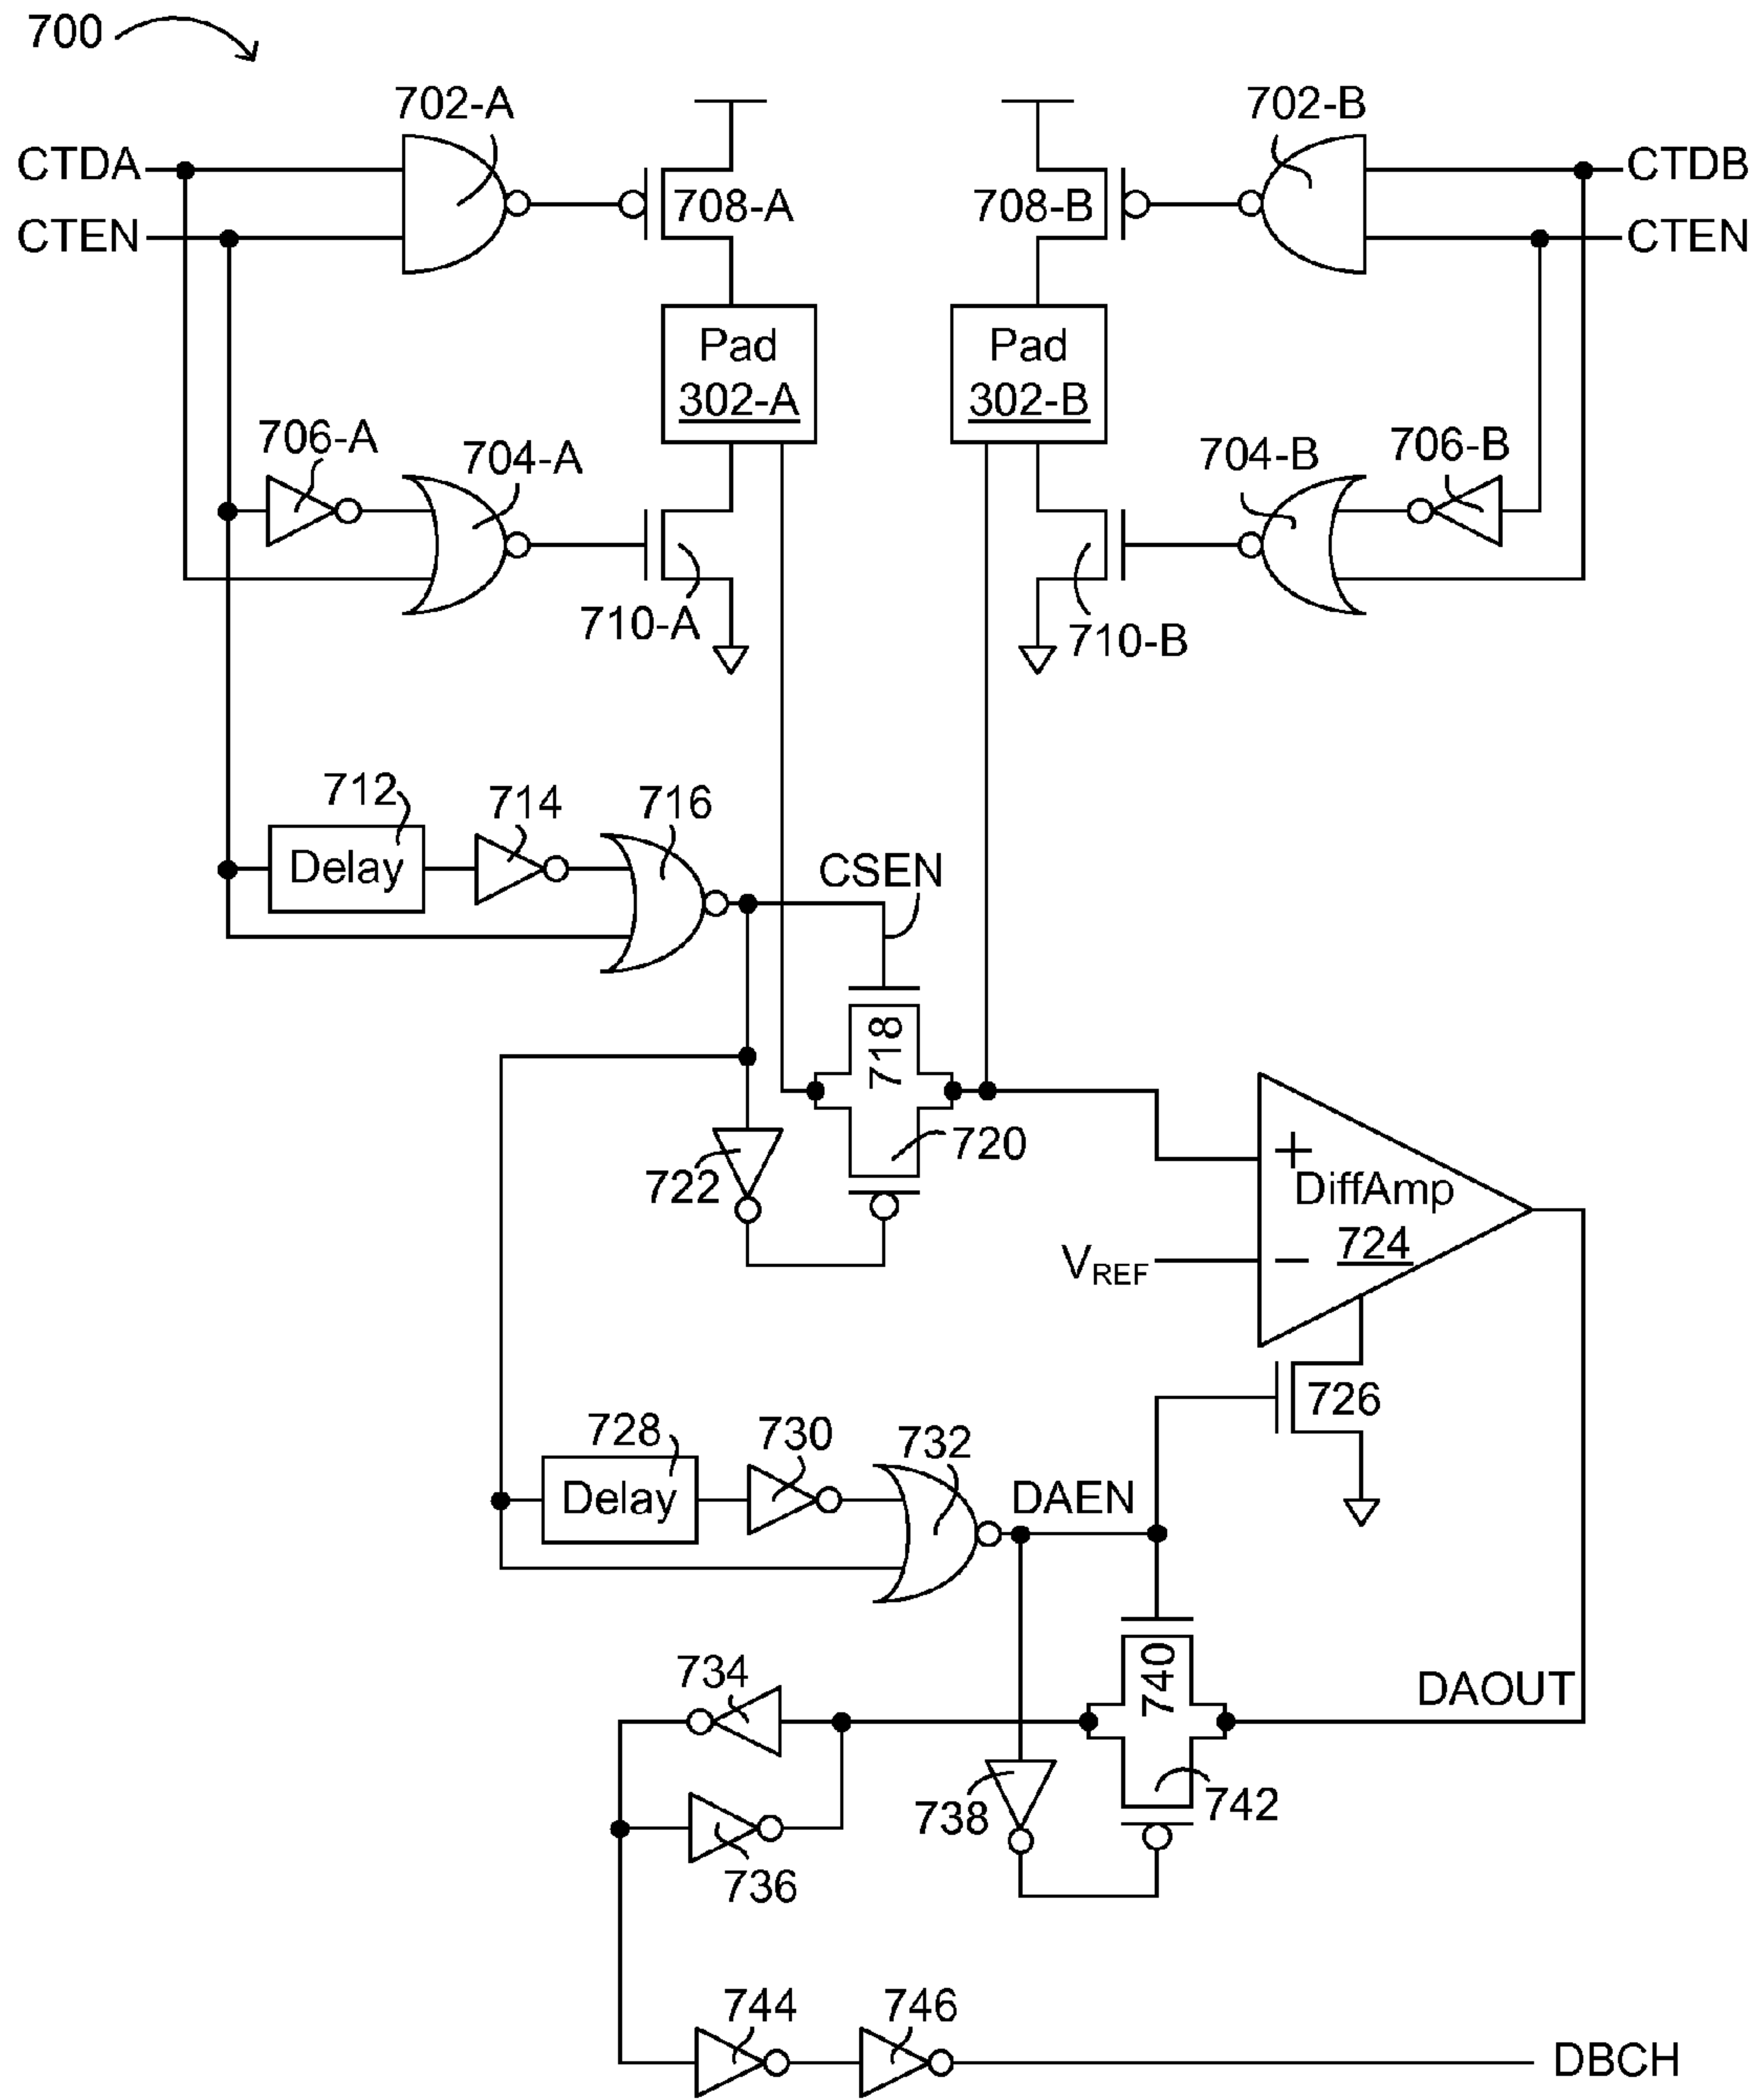 700
702-A
702-B
CTDA
CTDB
708-A
708-B
CTEN
CTEN
Pad
302-A
Pad
302-B
706-A
704-A
704-B
706-B
710-A
710-B
712
714
716
Delay
CSEN
718
720
722
+
DiffAmp
724
VREF
−
726
728
730
732
Delay
DAEN
734
740
DAOUT
736
738
742
744
746
DBCH